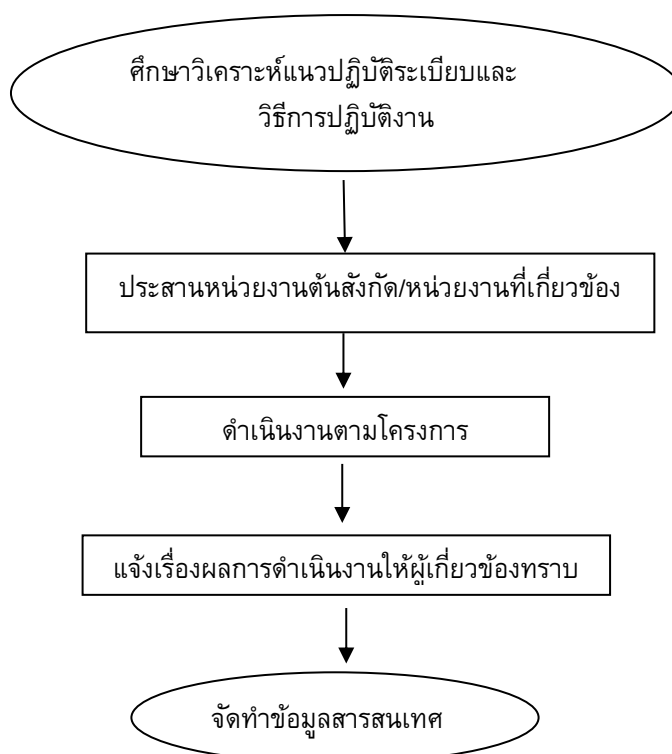 ศึกษาวิเคราะห์แนวปฏิบัติระเบียบและ
วิธีการปฏิบัติงาน
ประสานหน่วยงานต้นสังกัด/หน่วยงานที่เกี่ยวข้อง
ดำเนินงานตามโครงการ
แจ้งเรื่องผลการดำเนินงานให้ผู้เกี่ยวข้องทราบ
จัดทำข้อมูลสารสนเทศ